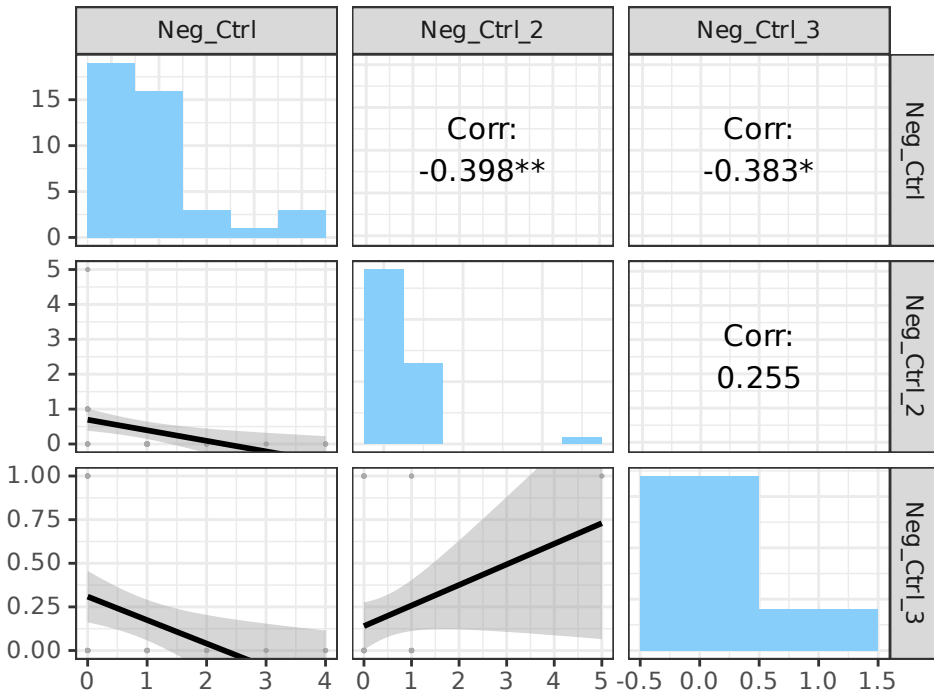 Neg_Ctrl Neg_Ctrl_2 Neg_Ctrl_3
15
10
5
0
Corr:
-0.398**
Corr:
-0.383*
Neg_Ctrl
5
4
3
2
1
0
Corr:
0.255
Neg_Ctrl_2
1.00
0.75
0.50
0.25
0.00
Neg_Ctrl_3
0 1 2 3 4 0 1 2 3 4 5 -0.5 0.0 0.5 1.0 1.5